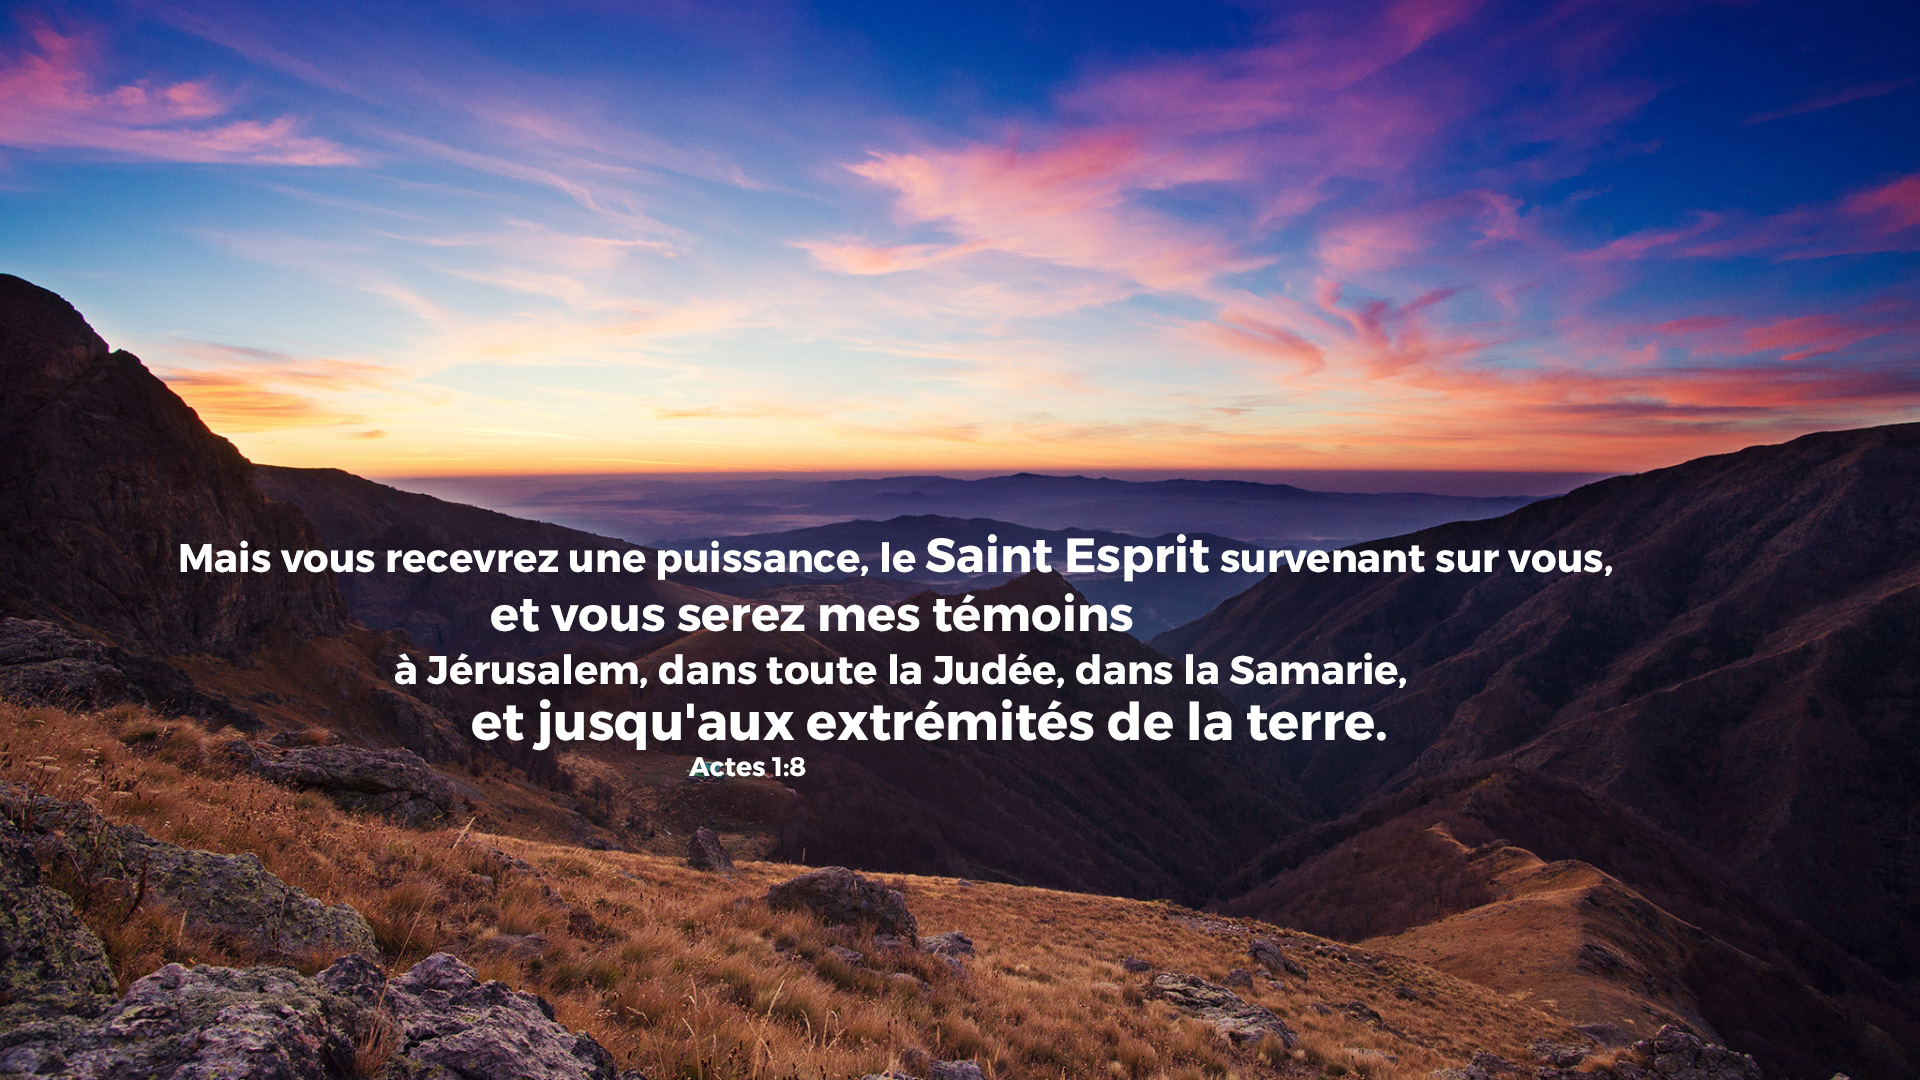 Mais vous recevrez une puissance, le Saint Esprit survenant sur vous,
et vous serez mes témoins
à Jérusalem, dans toute la Judée, dans la Samarie,
et jusqu'aux extrémités de la terre.
Actes 1:8